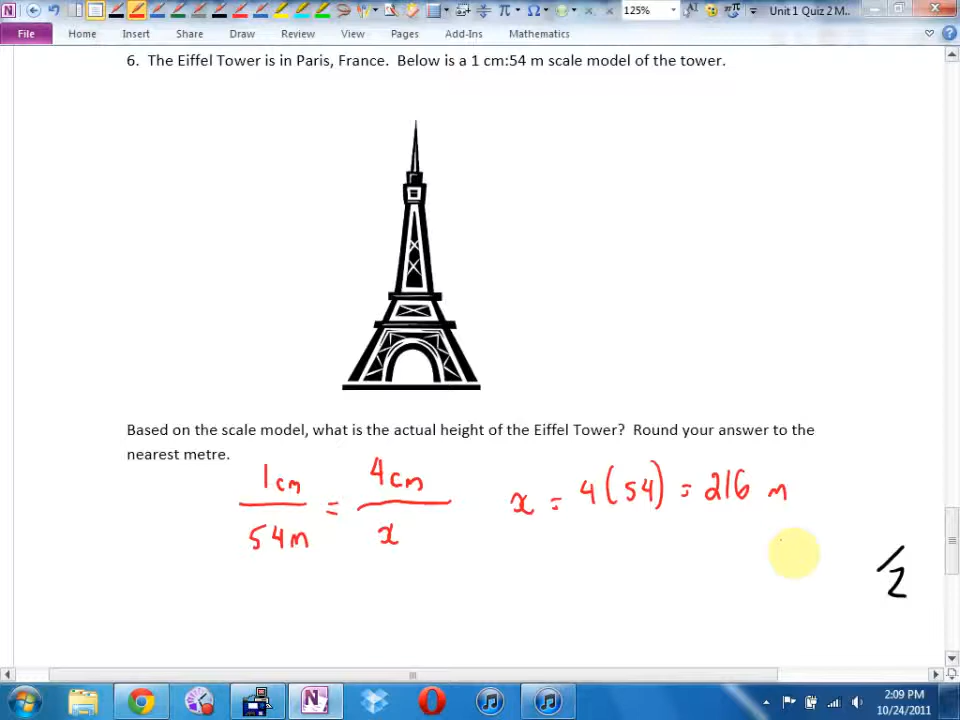 125% Unit 1 Quiz 2 M..
File Home Insert Share Draw Review View Pages Add-Ins Mathematics
6. The Eiffel Tower is in Paris, France. Below is a 1 cm:54 m scale model of the tower.
Based on the scale model, what is the actual height of the Eiffel Tower? Round your answer to the
nearest metre.
1cm / 54m = 4cm / x x = 4(54) = 216 m
/2
2:09 PM
10/24/2011